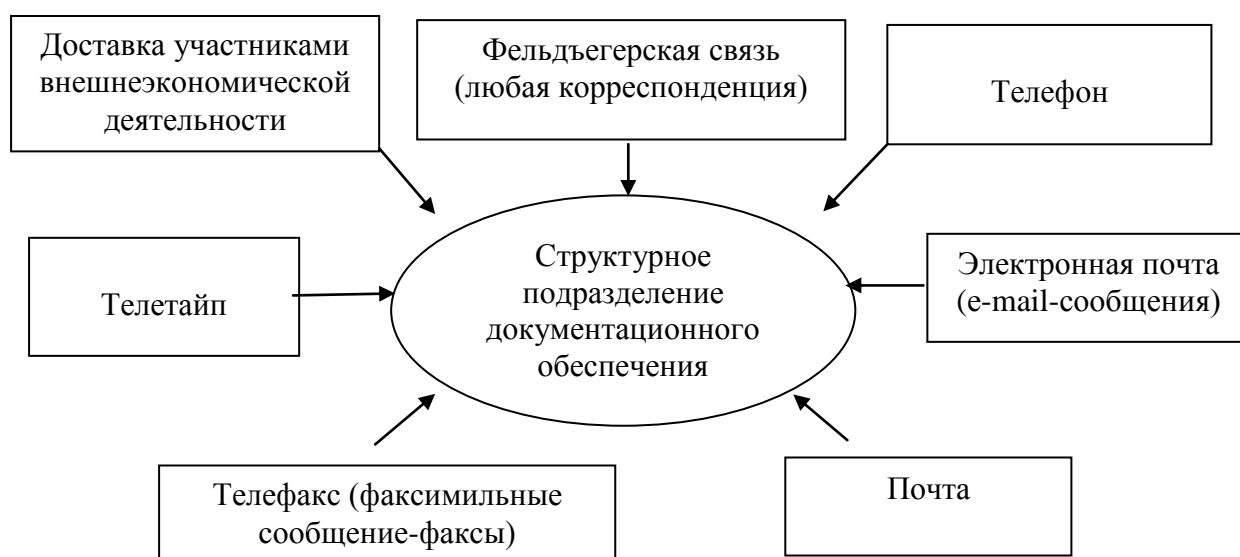 Доставка участниками
внешнеэкономической
деятельности
Фельдъегерская связь
(любая корреспонденция)
Телефон
Телетайп
Структурное
подразделение
документационного
обеспечения
Электронная почта
(e-mail-сообщения)
Телефакс (факсимильные
сообщение-факсы)
Почта